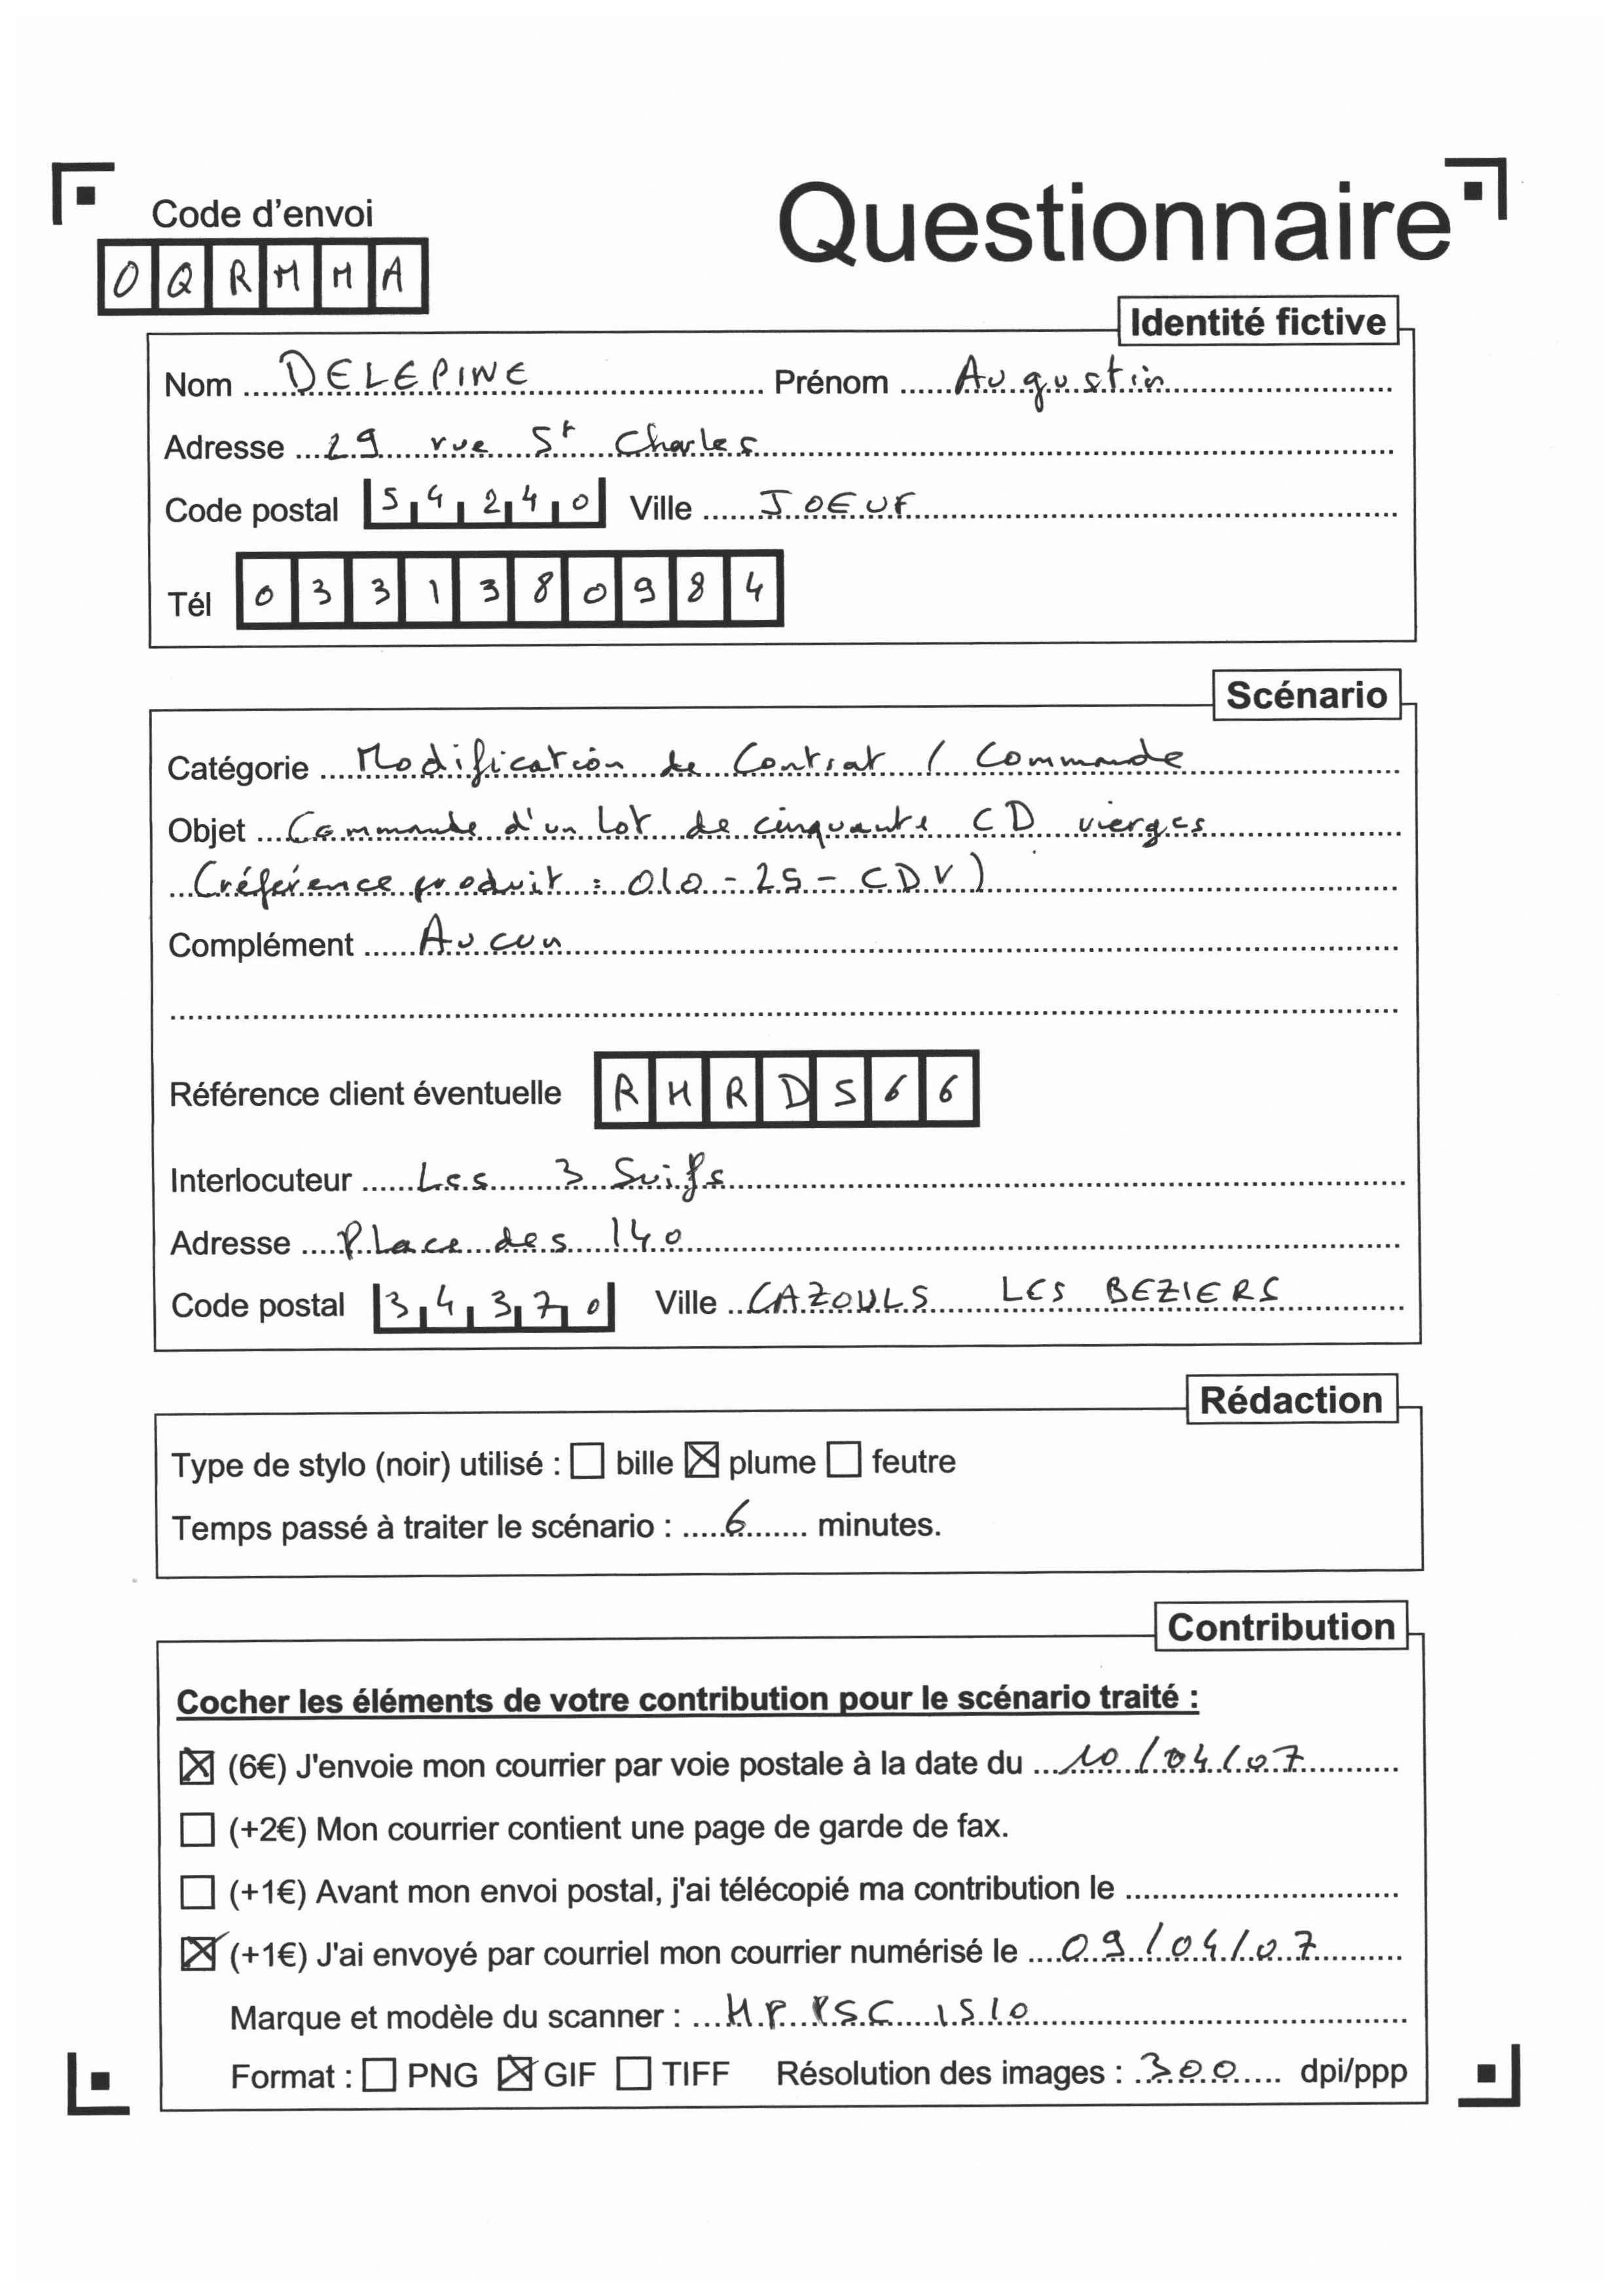 Code d'envoi
Questionnaire
OQRMMA
Identité fictive
Nom DELEPINE Prénom Augustin
Adresse 29 rue St Charles
Code postal 54240 Ville JOEUF
Tél 0331380984
Scénario
Catégorie Modification de Contrat / Commande
Objet Commande d'un lot de cinquante CD vierges
(référence produit : 010-25-CDV)
Complément Aucun
Référence client éventuelle RHRDS66
Interlocuteur Les 3 Suifs
Adresse Place des 140
Code postal 34370 Ville CAZOULS LES BEZIERS
Rédaction
Type de stylo (noir) utilisé : bille plume feutre
Temps passé à traiter le scénario : 6 minutes.
Contribution
Cocher les éléments de votre contribution pour le scénario traité :
(6€) J'envoie mon courrier par voie postale à la date du 10/04/07
(+2€) Mon courrier contient une page de garde de fax.
(+1€) Avant mon envoi postal, j'ai télécopié ma contribution le
(+1€) J'ai envoyé par courriel mon courrier numérisé le 09/04/07
Marque et modèle du scanner : HP PSC 1510
Format : PNG GIF TIFF Résolution des images : 300 dpi/ppp